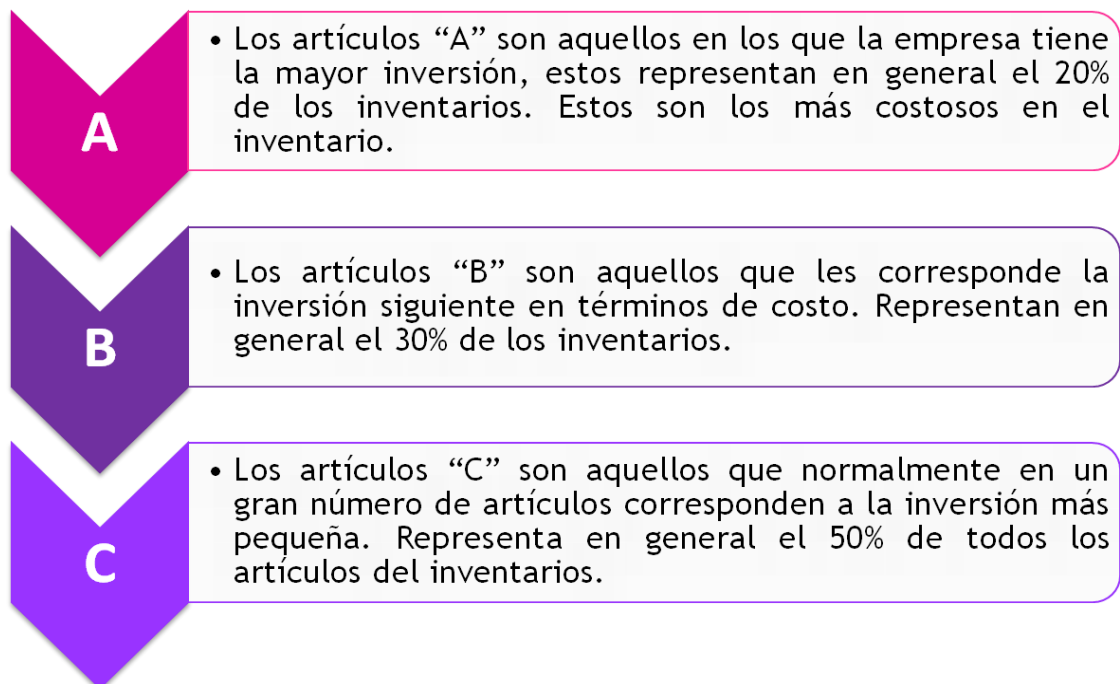 A
• Los artículos “A” son aquellos en los que la empresa tiene
la mayor inversión, estos representan en general el 20%
de los inventarios. Estos son los más costosos en el
inventario.
B
• Los artículos “B” son aquellos que les corresponde la
inversión siguiente en términos de costo. Representan en
general el 30% de los inventarios.
C
• Los artículos “C” son aquellos que normalmente en un
gran número de artículos corresponden a la inversión más
pequeña. Representa en general el 50% de todos los
artículos del inventarios.